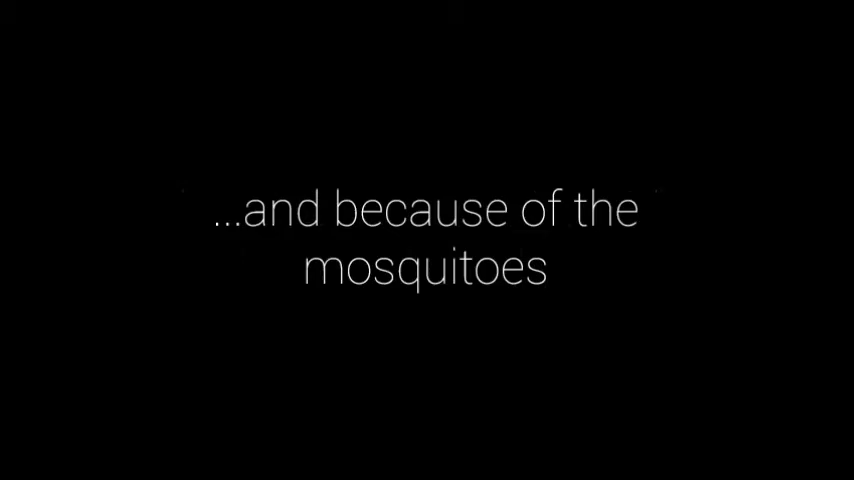 ...and because of the
mosquitoes